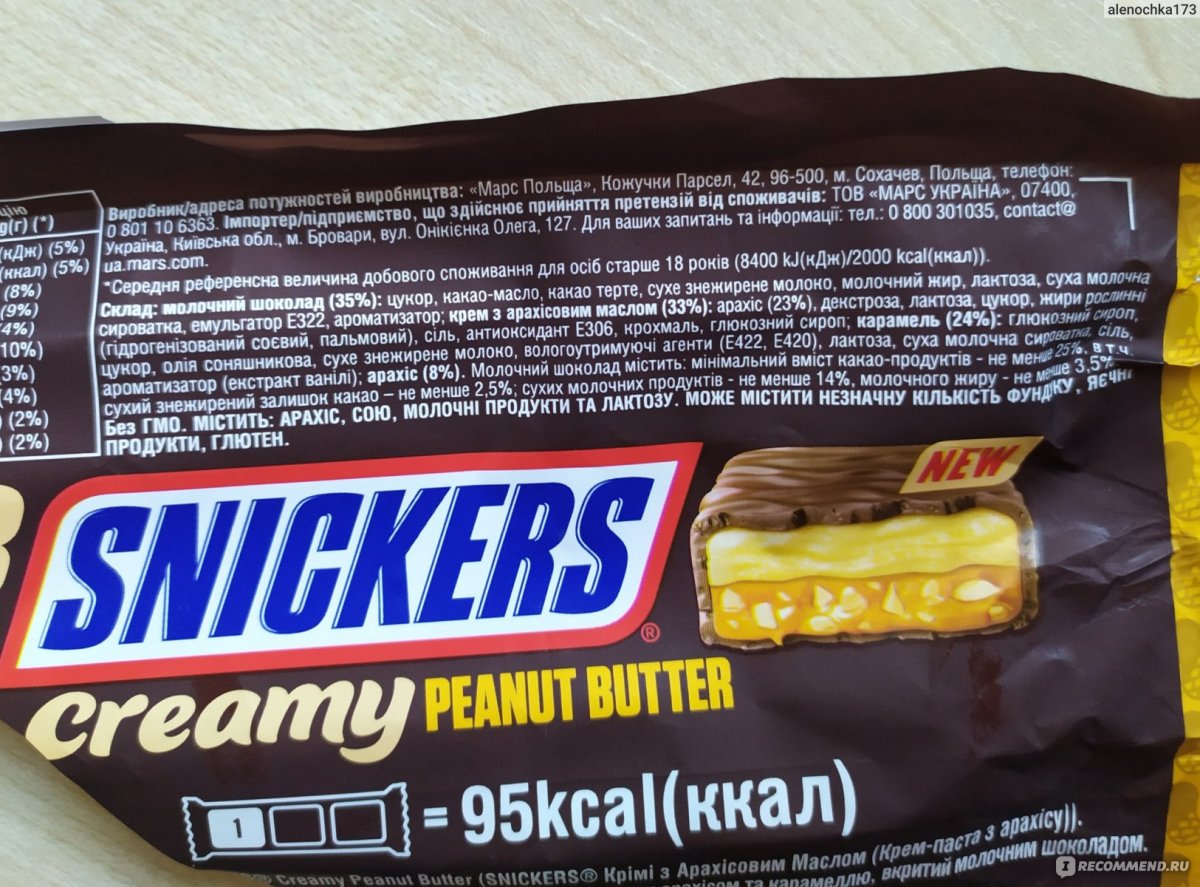 alenochka173
цію
g(г) (*)
(кДж) (5%)
(ккал) (5%)
(8%)
(9%)
(4%)
10%)
3%)
(4%)
(2%)
(2%)
Виробник/адреса потужностей виробництва: «Марс Польща», Кожучки Парсел, 42, 96-500, м. Сохачев, Польща, телефон:
0 801 10 6363. Імпортер/підприємство, що здійснює прийняття претензій від споживачів: ТОВ «МАРС УКРАЇНА», 07400,
Україна, Київська обл., м. Бровари, вул. Онікієнка Олега, 127. Для ваших запитань та інформації: тел.: 0 800 301035, contact@
ua.mars.com.
*Середня референсна величина добового споживання для осіб старше 18 років (8400 kJ(кДж)/2000 kcal(ккал)).
Склад: молочний шоколад (35%): цукор, какао-масло, какао терте, сухе знежирене молоко, молочний жир, лактоза, суха молочна
сироватка, емульгатор Е322, ароматизатор; крем з арахісовим маслом (33%): арахіс (23%), декстроза, лактоза, цукор, жири рослинні
(гідрогенізований соєвий, пальмовий), сіль, антиоксидант Е306, крохмаль, глюкозний сироп; карамель (24%): глюкозний сироп,
цукор, олія соняшникова, сухе знежирене молоко, вологоутримуючі агенти (Е422, Е420), лактоза, суха молочна сироватка, сіль,
ароматизатор (екстракт ванілі); арахіс (8%). Молочний шоколад містить: мінімальний вміст какао-продуктів - не менше 25%, в т.ч.
сухий знежирений залишок какао – не менше 2,5%; сухих молочних продуктів - не менше 14%, молочного жиру - не менше 3,5%.
Без ГМО. МІСТИТЬ: АРАХІС, СОЮ, МОЛОЧНІ ПРОДУКТИ ТА ЛАКТОЗУ. МОЖЕ МІСТИТИ НЕЗНАЧНУ КІЛЬКІСТЬ ФУНДУКУ, ЯЄЧНІ
ПРОДУКТИ, ГЛЮТЕН.
NEW
SNICKERS®
creamy PEANUT BUTTER
1 = 95kcal(ккал)
® Creamy Peanut Butter (SNICKERS® Крімі з Арахісовим Маслом (Крем-паста з арахісу)).
та карамеллю, вкритий молочним шоколадом.
IRECOMMEND.RU